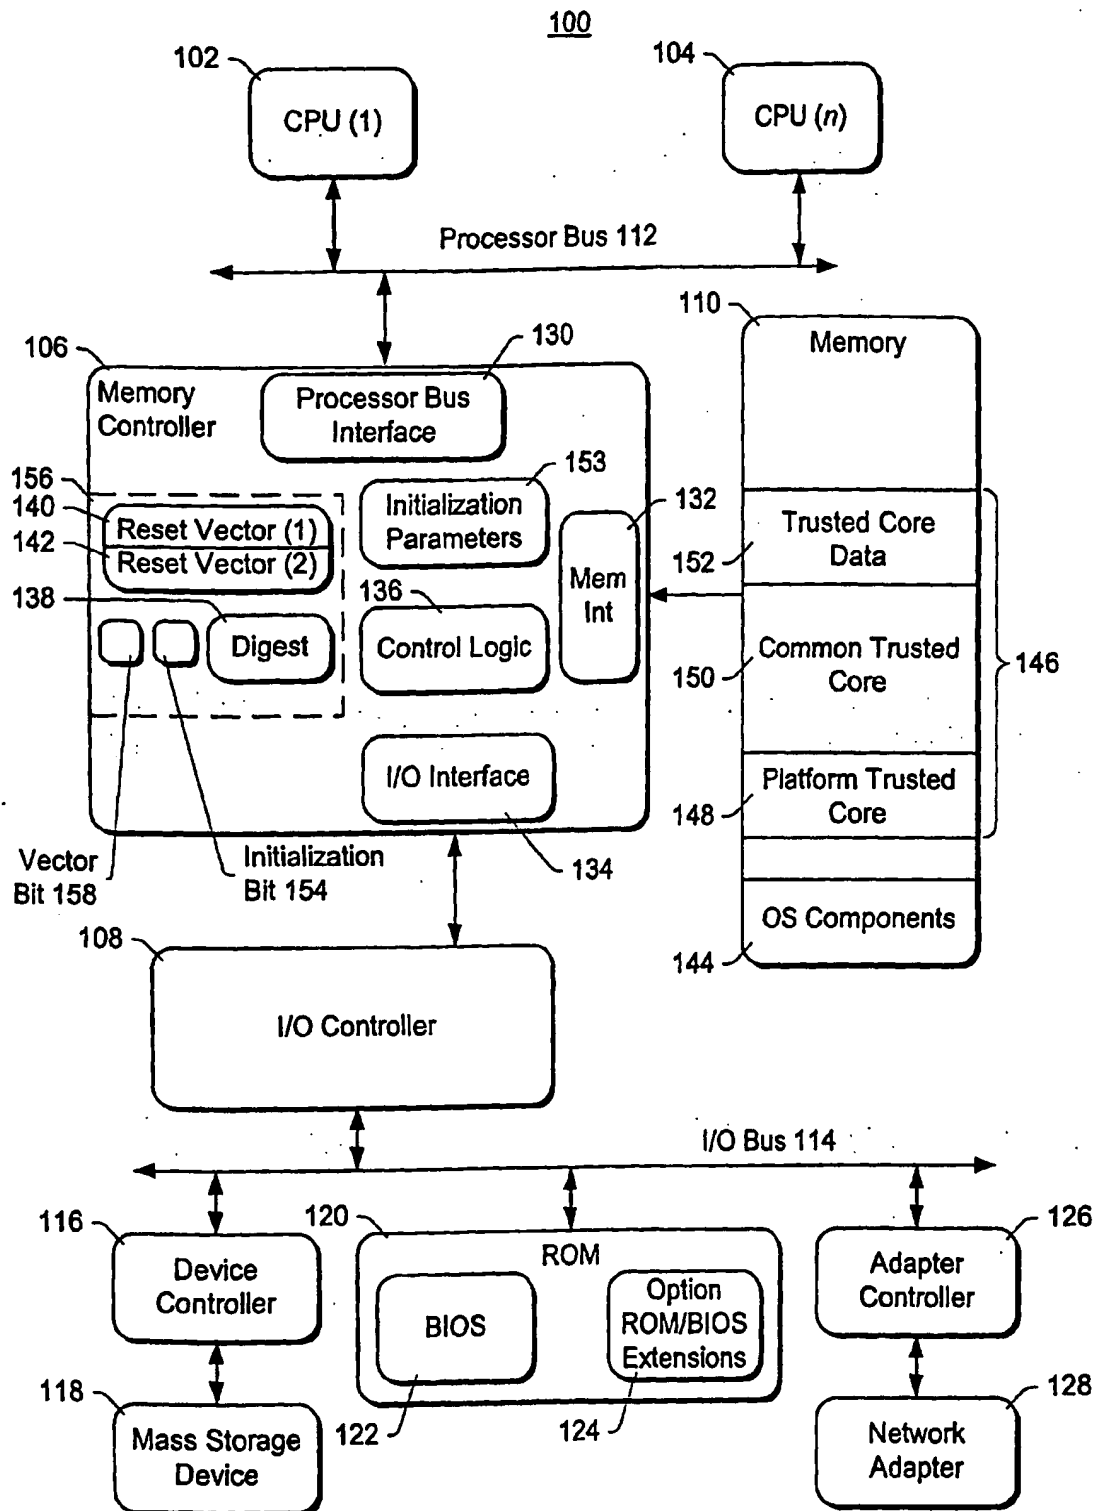 100
102
104
CPU (1)
CPU (n)
Processor Bus 112
110
106
130
Memory
Memory
Controller
Processor Bus
Interface
153
156
132
140
Reset Vector (1)
Initialization
Parameters
Trusted Core
Data
142
Reset Vector (2)
152
138
136
Mem
Int
Digest
Control Logic
150
Common Trusted
Core
146
I/O Interface
Platform Trusted
Core
148
Vector
Bit 158
Initialization
Bit 154
134
OS Components
108
144
I/O Controller
I/O Bus 114
116
120
126
ROM
Device
Controller
BIOS
Option
ROM/BIOS
Extensions
Adapter
Controller
118
122
124
128
Mass Storage
Device
Network
Adapter